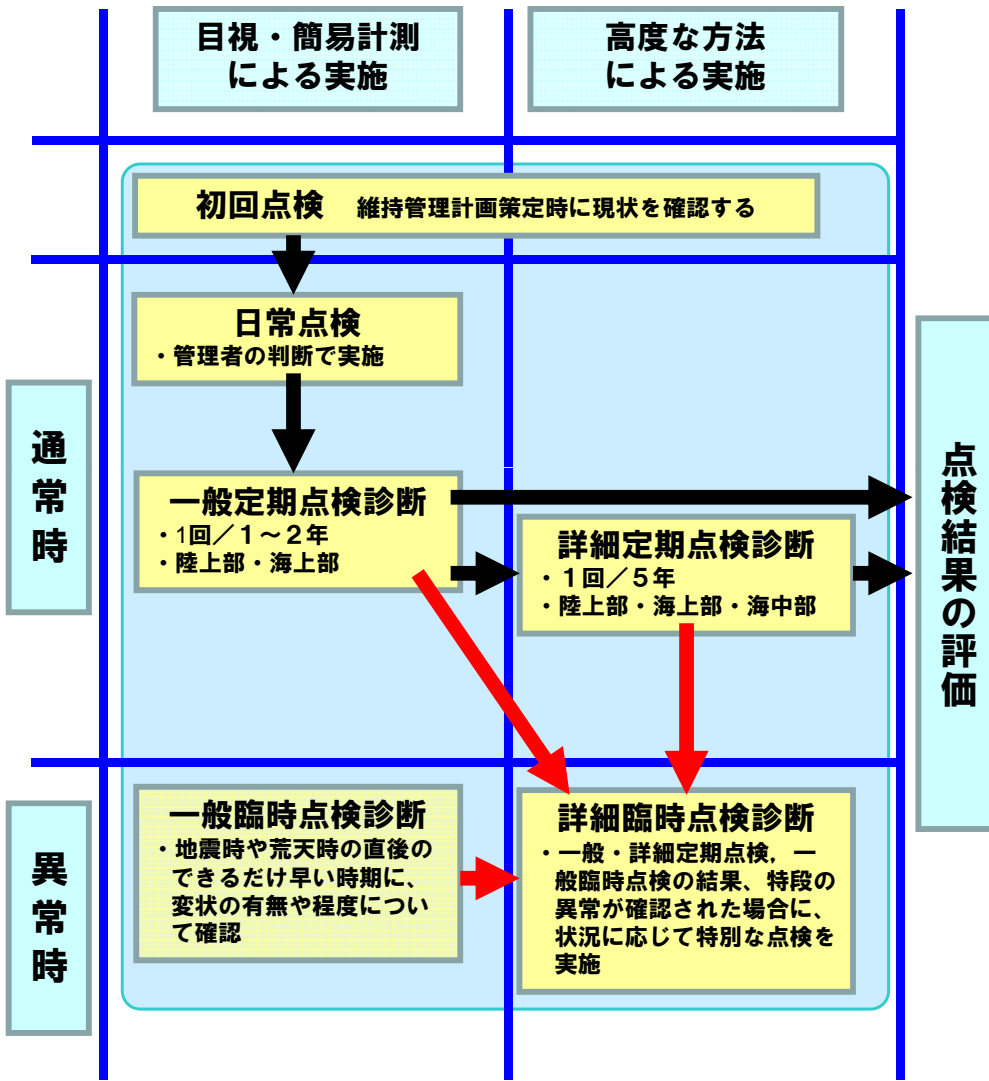 目視・簡易計測
による実施
高度な方法
による実施
初回点検 維持管理計画策定時に現状を確認する
日常点検
・管理者の判断で実施
通常時
一般定期点検診断
・1回／１～２年
・陸上部・海上部
詳細定期点検診断
・１回／５年
・陸上部・海上部・海中部
点検結果の評価
異常時
一般臨時点検診断
・地震時や荒天時の直後の
できるだけ早い時期に、
変状の有無や程度につい
て確認
詳細臨時点検診断
・一般・詳細定期点検，一
般臨時点検の結果、特段の
異常が確認された場合に、
状況に応じて特別な点検を
実施